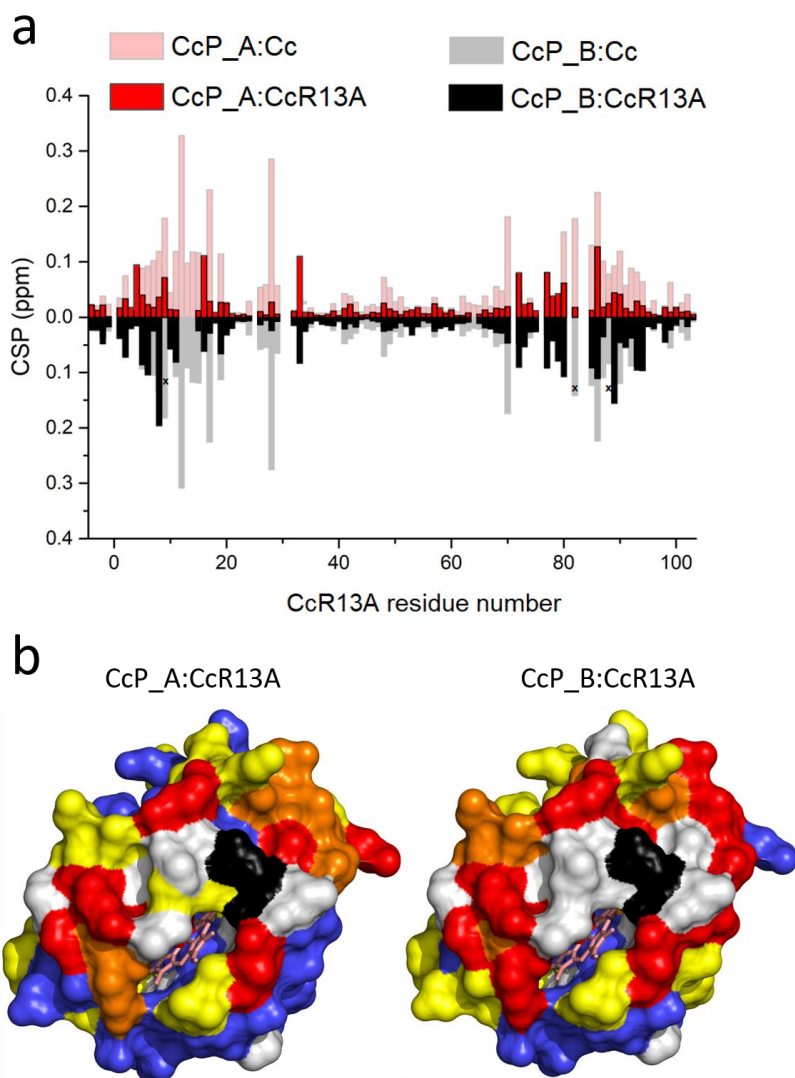 a
CcP_A:Cc
CcP_B:Cc
CcP_A:CcR13A
CcP_B:CcR13A
0.4
0.3
0.2
0.1
0.0
0.1
0.2
0.3
0.4
CSP (ppm)
x
x
x
0 20 40 60 80 100
CcR13A residue number
b
CcP_A:CcR13A
CcP_B:CcR13A